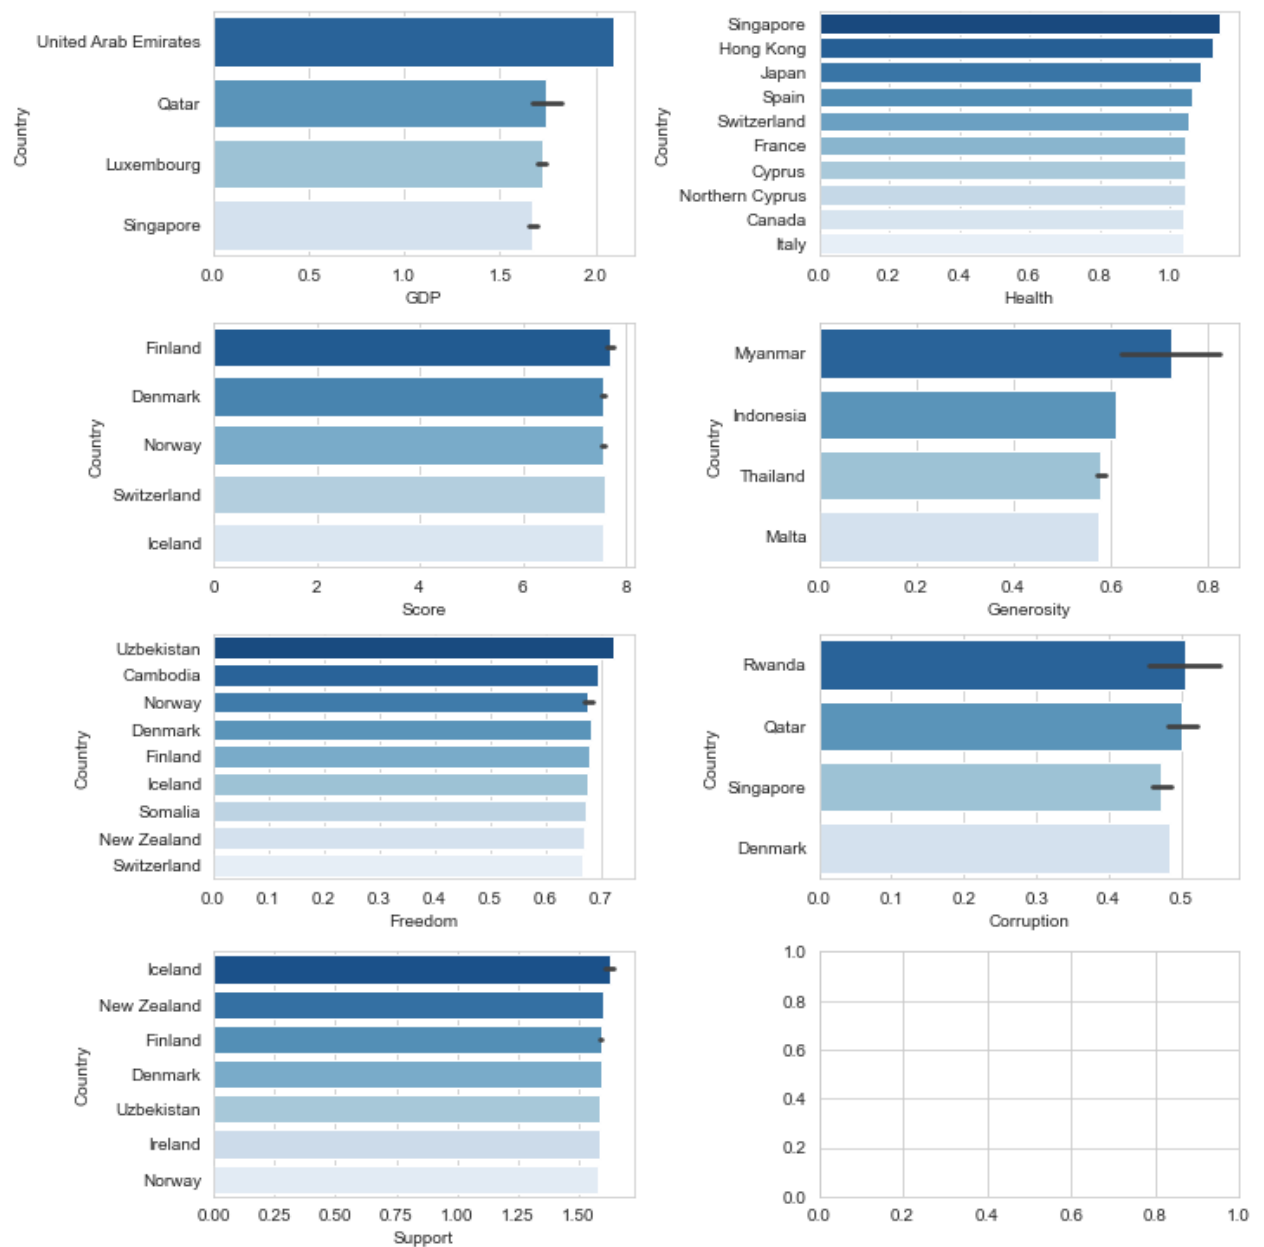 Country
United Arab Emirates
Qatar
Luxembourg
Singapore
0.0 0.5 1.0 1.5 2.0
GDP
Country
Singapore
Hong Kong
Japan
Spain
Switzerland
France
Cyprus
Northern Cyprus
Canada
Italy
0.0 0.2 0.4 0.6 0.8 1.0
Health
Country
Finland
Denmark
Norway
Switzerland
Iceland
0 2 4 6 8
Score
Country
Myanmar
Indonesia
Thailand
Malta
0.0 0.2 0.4 0.6 0.8
Generosity
Country
Uzbekistan
Cambodia
Norway
Denmark
Finland
Iceland
Somalia
New Zealand
Switzerland
0.0 0.1 0.2 0.3 0.4 0.5 0.6 0.7
Freedom
Country
Rwanda
Qatar
Singapore
Denmark
0.0 0.1 0.2 0.3 0.4 0.5
Corruption
Country
Iceland
New Zealand
Finland
Denmark
Uzbekistan
Ireland
Norway
0.00 0.25 0.50 0.75 1.00 1.25 1.50
Support
1.0
0.8
0.6
0.4
0.2
0.0
0.0 0.2 0.4 0.6 0.8 1.0